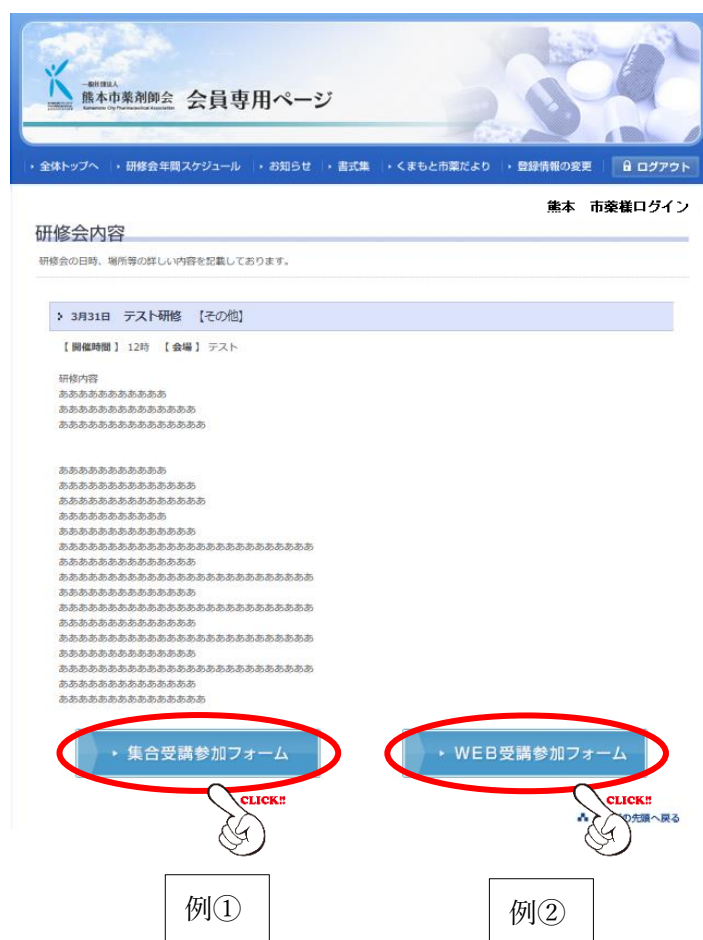 一般社団法人
熊本市薬剤師会 会員専用ページ
Kumamoto City Pharmaceutical Association
全体トップへ 研修会年間スケジュール お知らせ 書式集 くまもと市薬だより 登録情報の変更 ログアウト
熊本 市薬様ログイン
研修会内容
研修会の日時、場所等の詳しい内容を記載しております。
3月31日 テスト研修 【その他】
【 開催時間 】 12時 【 会場 】 テスト
研修内容
あああああああああああ
ああああああああああああああ
あああああああああああああああ
あああああああああああ
ああああああああああああああ
あああああああああああああああ
あああああああああああ
ああああああああああああああ
ああああああああああああああああああああああああああ
ああああああああああああああ
ああああああああああああああああああああああああああ
ああああああああああああああ
ああああああああああああああああああああああああああ
ああああああああああああああ
ああああああああああああああああああああああああああ
ああああああああああああああ
ああああああああああああああああああああああああああ
ああああああああああああああ
あああああああああああああああ
集合受講参加フォーム WEB受講参加フォーム
CLICK!! CLICK!!
の先頭へ戻る
例① 例②